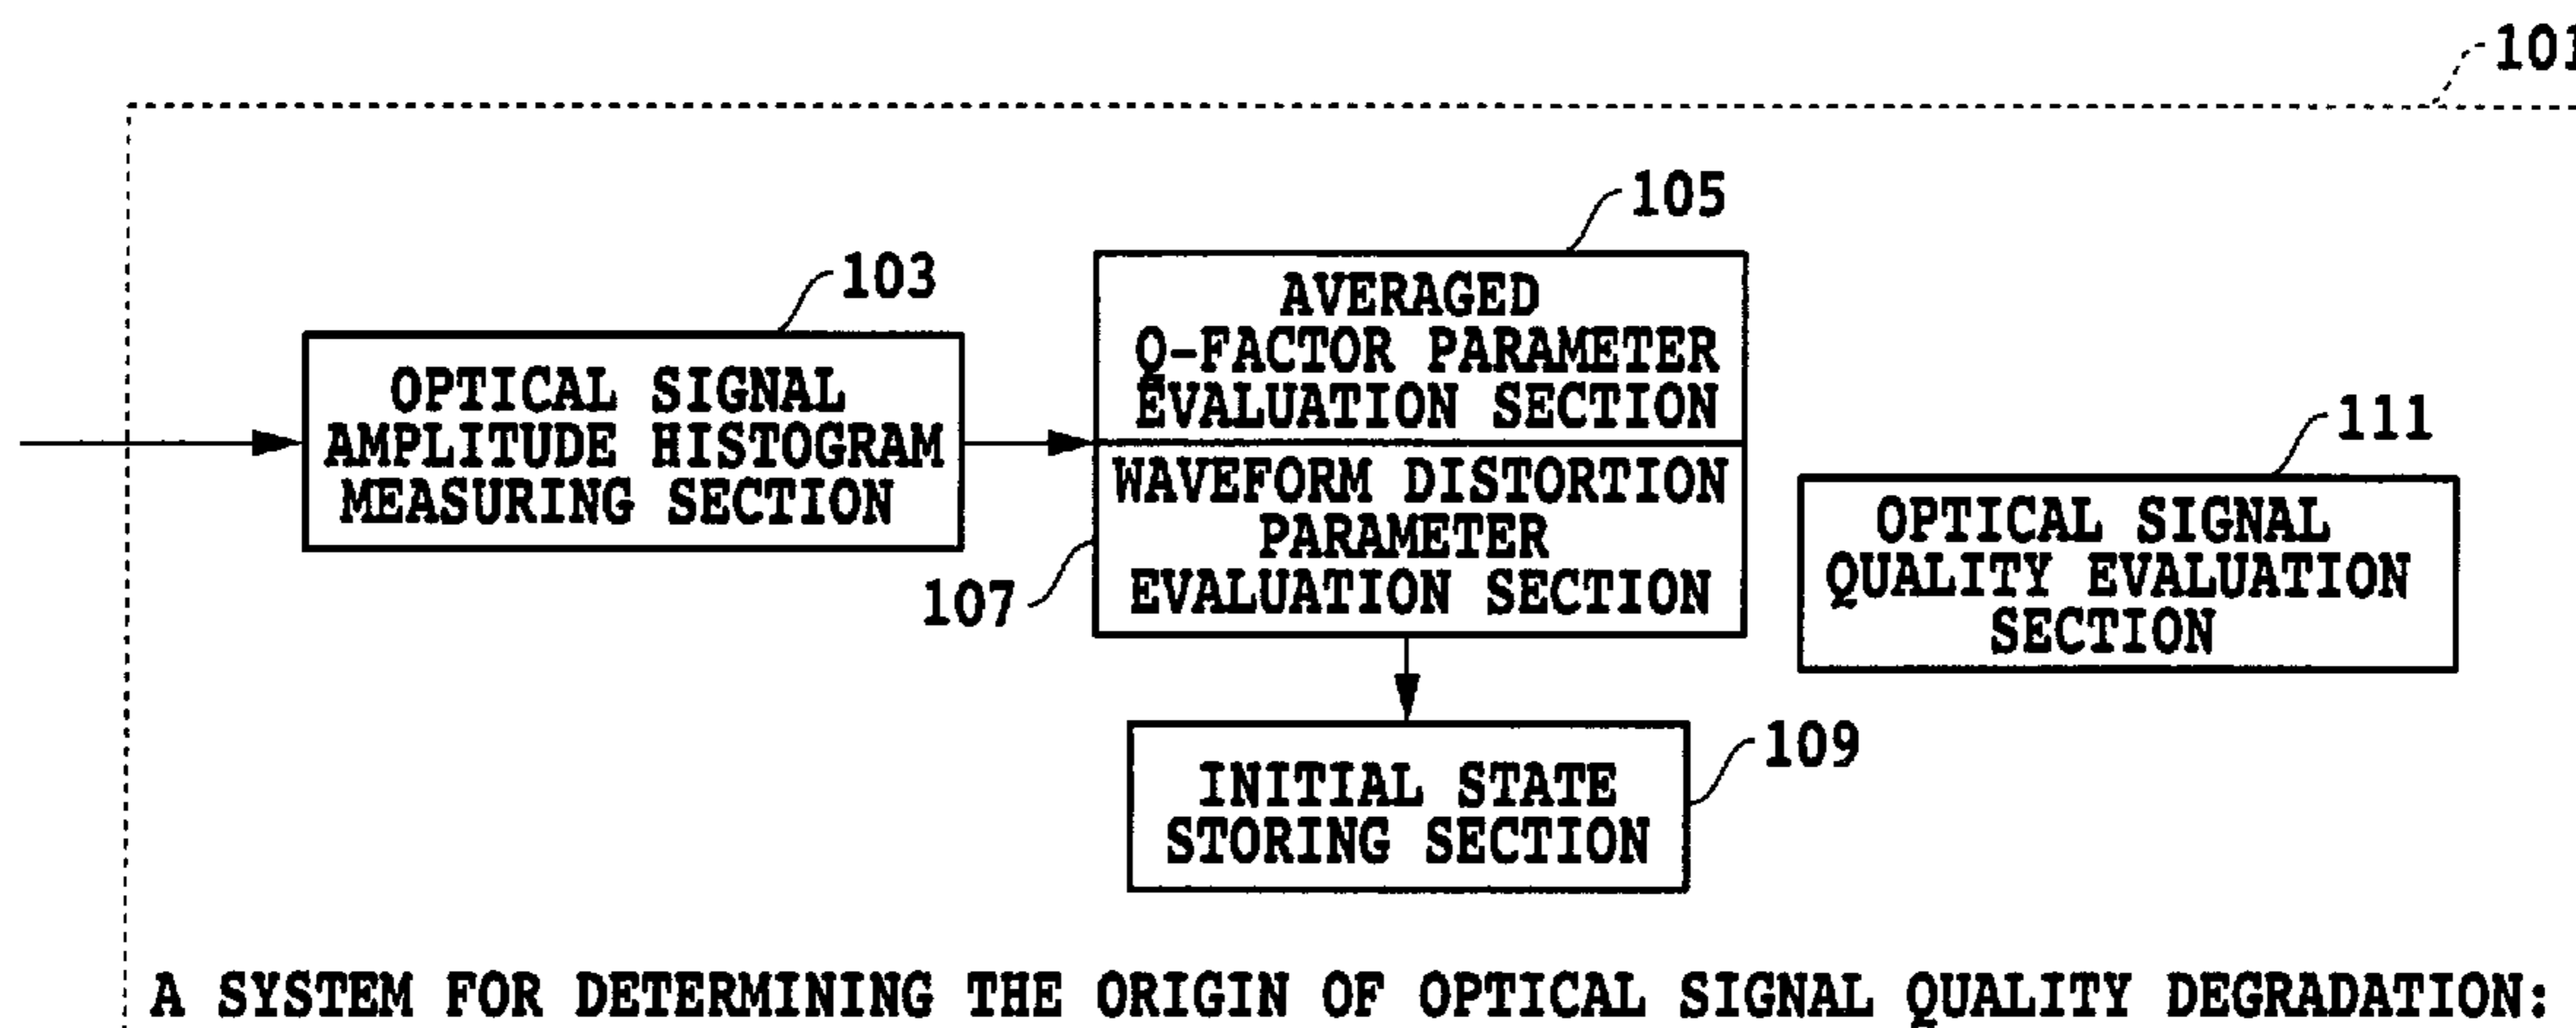 101
105
103
AVERAGED
Q-FACTOR PARAMETER
EVALUATION SECTION
OPTICAL SIGNAL
AMPLITUDE HISTOGRAM
MEASURING SECTION
111
WAVEFORM DISTORTION
PARAMETER
EVALUATION SECTION
107
OPTICAL SIGNAL
QUALITY EVALUATION
SECTION
109
INITIAL STATE
STORING SECTION
A SYSTEM FOR DETERMINING THE ORIGIN OF OPTICAL SIGNAL QUALITY DEGRADATION: